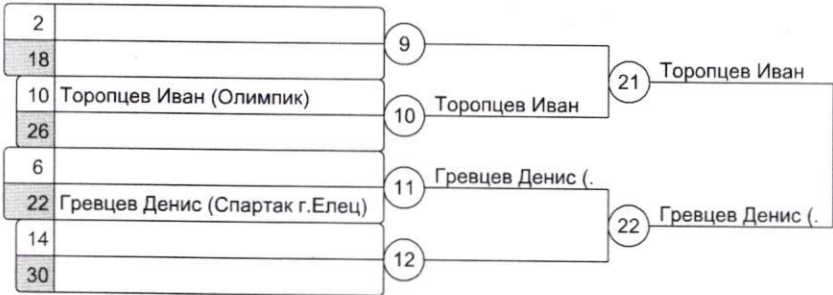 2
18
9
10 Торопцев Иван (Олимпик)
26
10 Торопцев Иван
21 Торопцев Иван
6
22 Гревцев Денис (Спартак г.Елец)
11 Гревцев Денис (.
14
30
12
22 Гревцев Денис (.